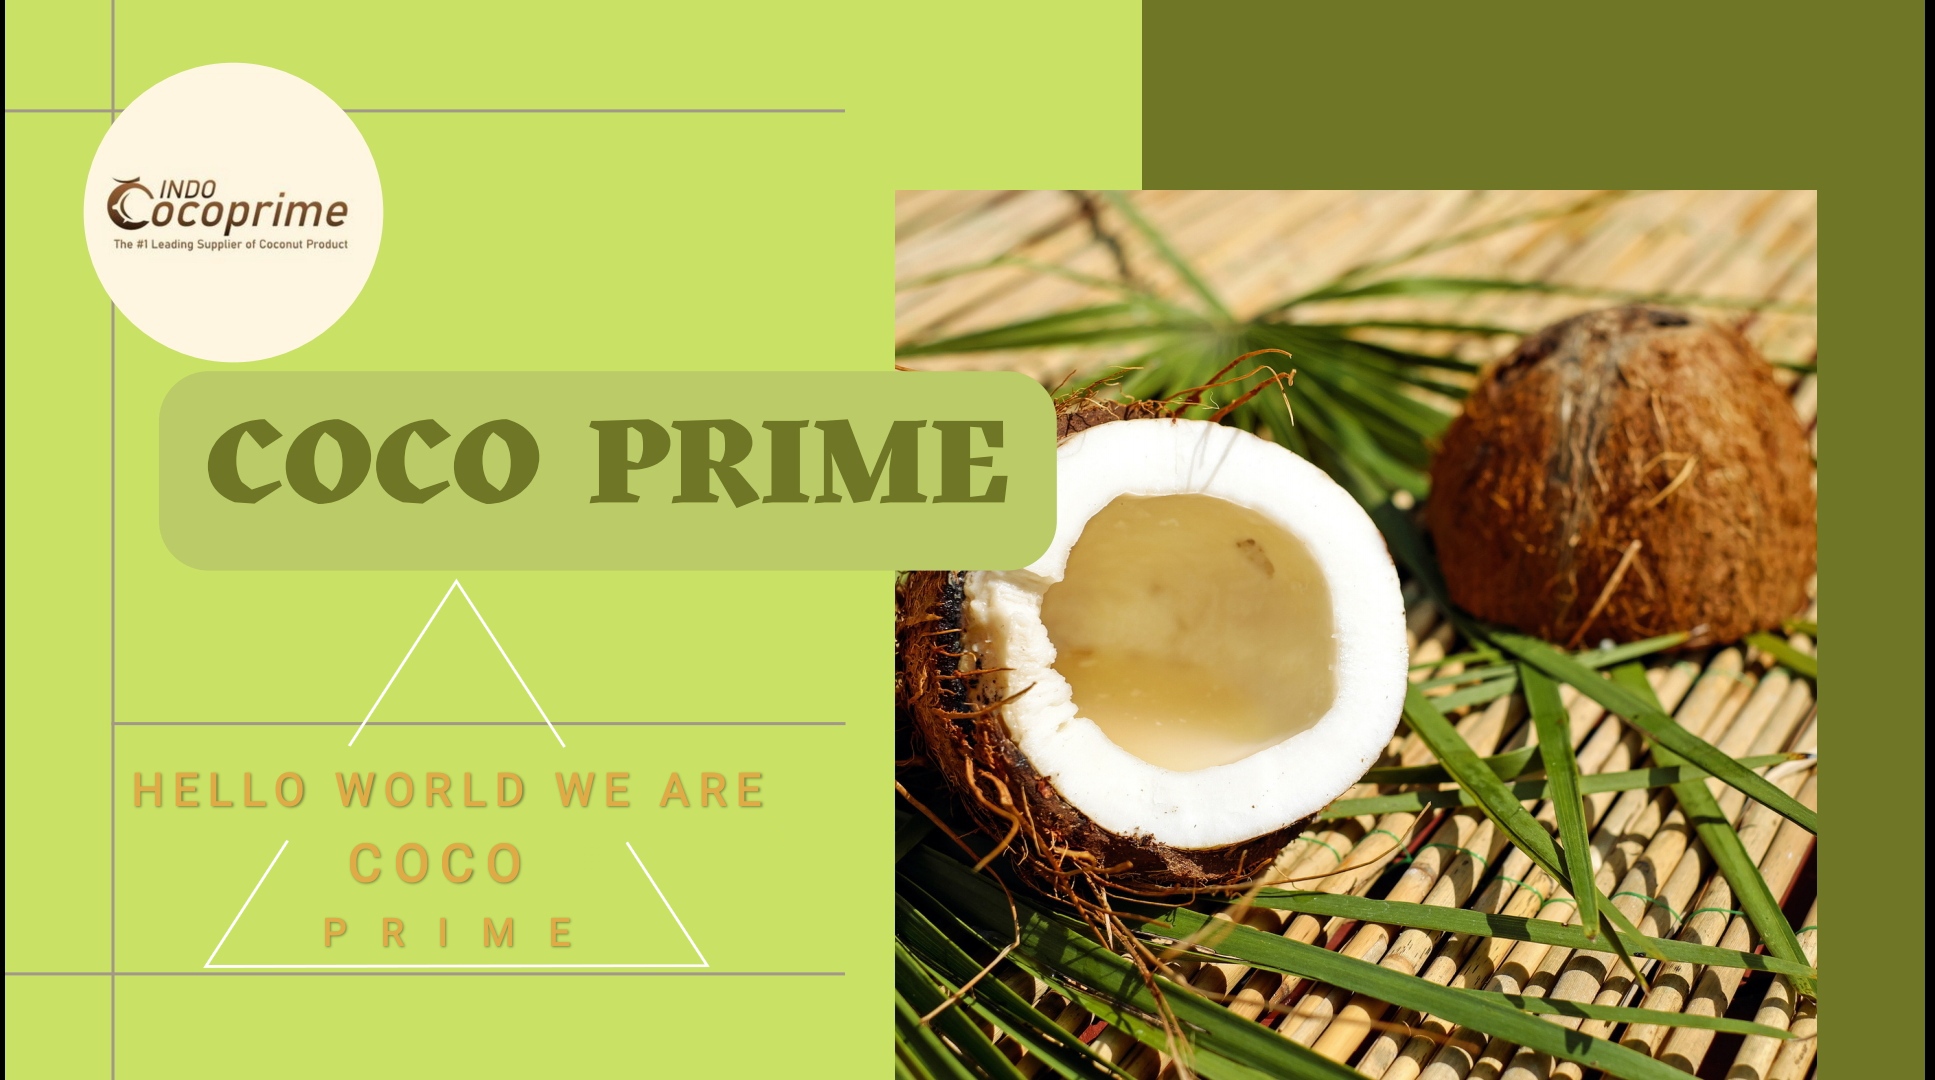 INDO
Cocoprime
The #1 Leading Supplier of Coconut Product
COCO PRIME
HELLO WORLD WE ARE
COCO
PRIME